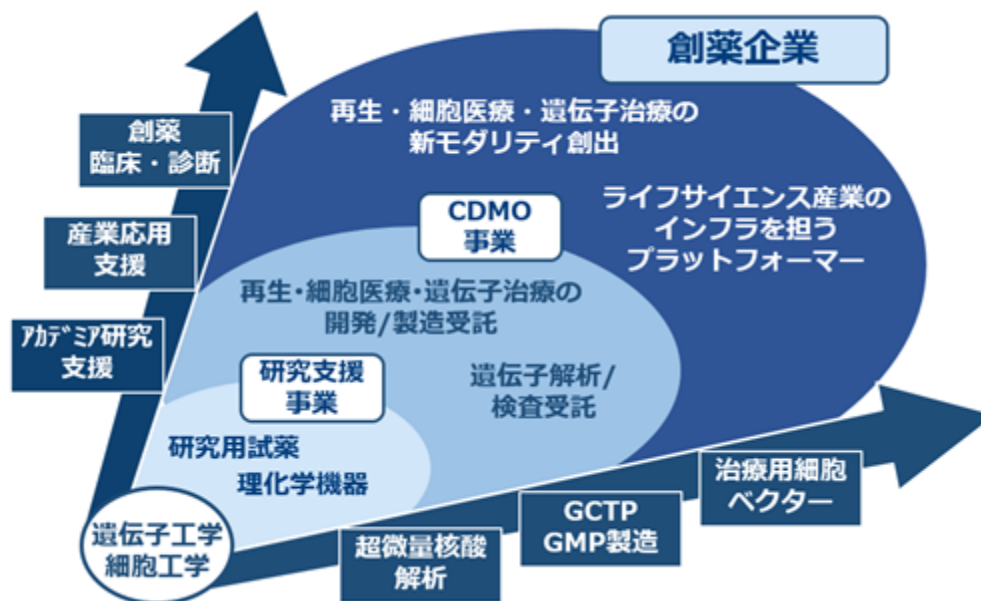 創薬企業
再生・細胞医療・遺伝子治療の
新モダリティ創出
創薬
臨床・診断
ライフサイエンス産業の
インフラを担う
プラットフォーマー
CDMO
事業
産業応用
支援
再生・細胞医療・遺伝子治療の
開発/製造受託
ｱｶﾃﾞﾐｱ研究
支援
研究支援
事業
遺伝子解析/
検査受託
研究用試薬
理化学機器
治療用細胞
ベクター
GCTP
GMP製造
超微量核酸
解析
遺伝子工学
細胞工学